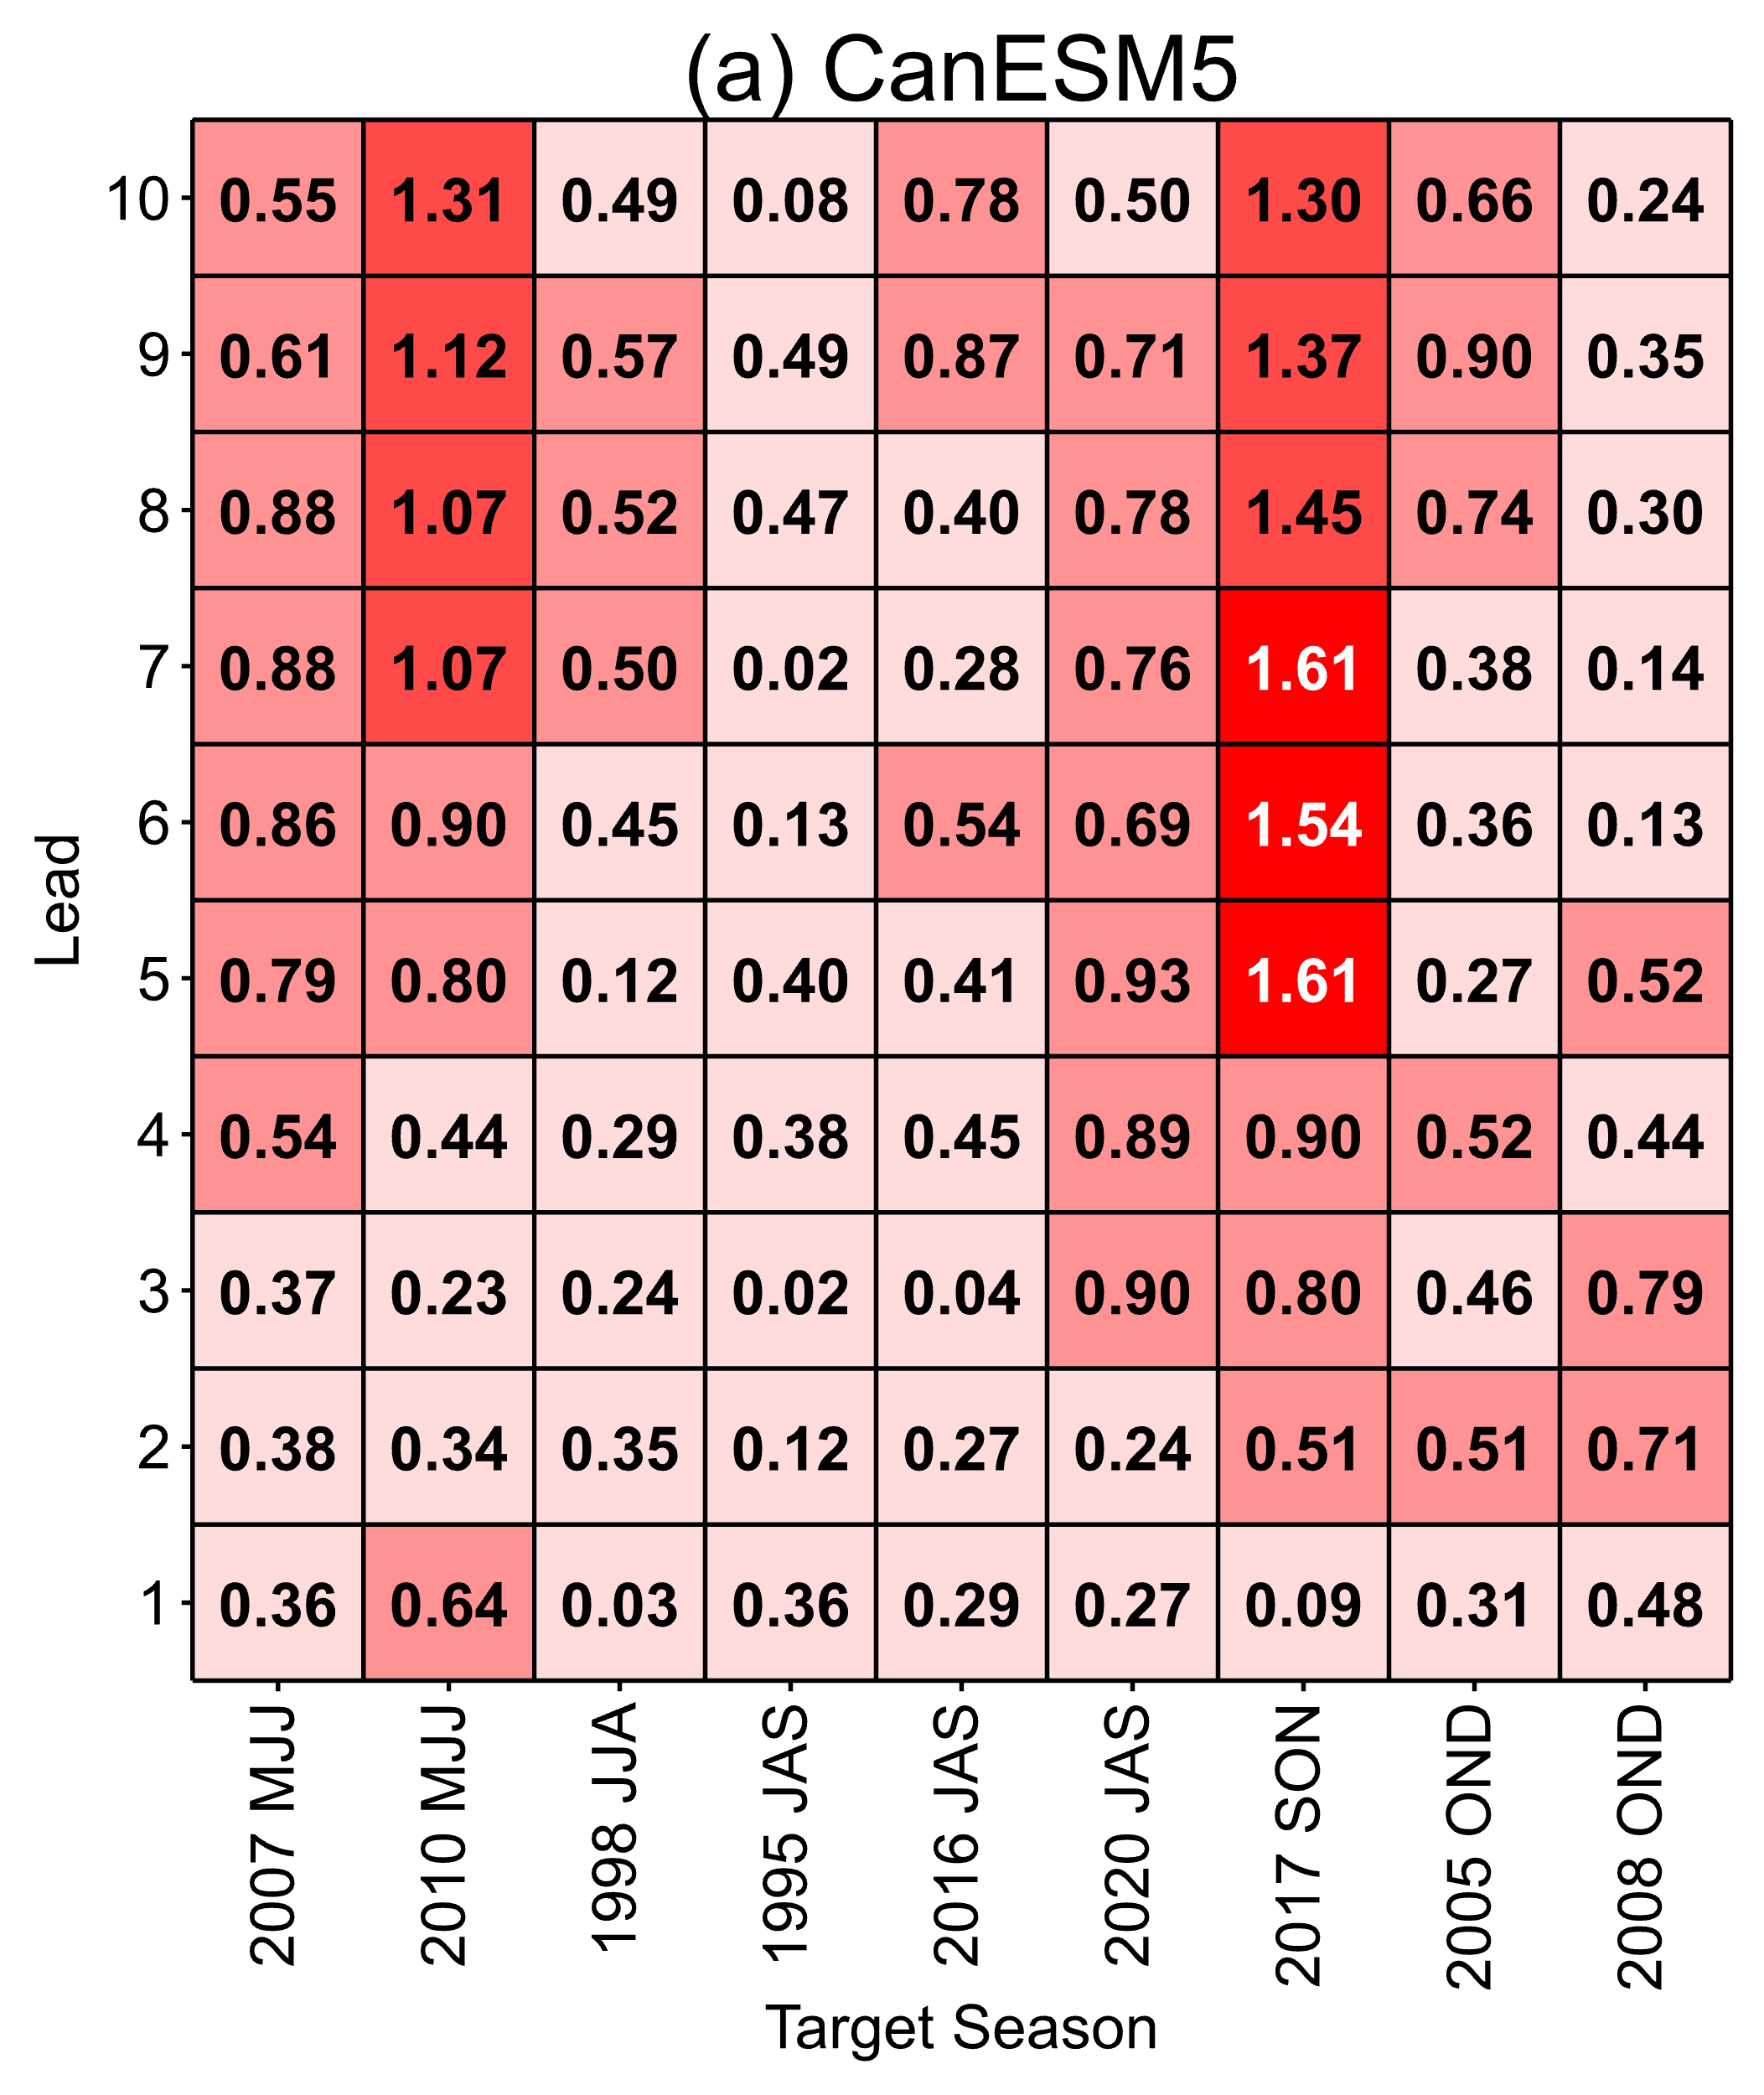 (a) CanESM5
10 0.55 1.31 0.49 0.08 0.78 0.50 1.30 0.66 0.24
9 0.61 1.12 0.57 0.49 0.87 0.71 1.37 0.90 0.35
8 0.88 1.07 0.52 0.47 0.40 0.78 1.45 0.74 0.30
7 0.88 1.07 0.50 0.02 0.28 0.76 1.61 0.38 0.14
6 0.86 0.90 0.45 0.13 0.54 0.69 1.54 0.36 0.13
5 0.79 0.80 0.12 0.40 0.41 0.93 1.61 0.27 0.52
4 0.54 0.44 0.29 0.38 0.45 0.89 0.90 0.52 0.44
3 0.37 0.23 0.24 0.02 0.04 0.90 0.80 0.46 0.79
2 0.38 0.34 0.35 0.12 0.27 0.24 0.51 0.51 0.71
1 0.36 0.64 0.03 0.36 0.29 0.27 0.09 0.31 0.48
Lead
2007 MJJ
2010 MJJ
1998 JJA
1995 JAS
2016 JAS
2020 JAS
2017 SON
2005 OND
2008 OND
Target Season